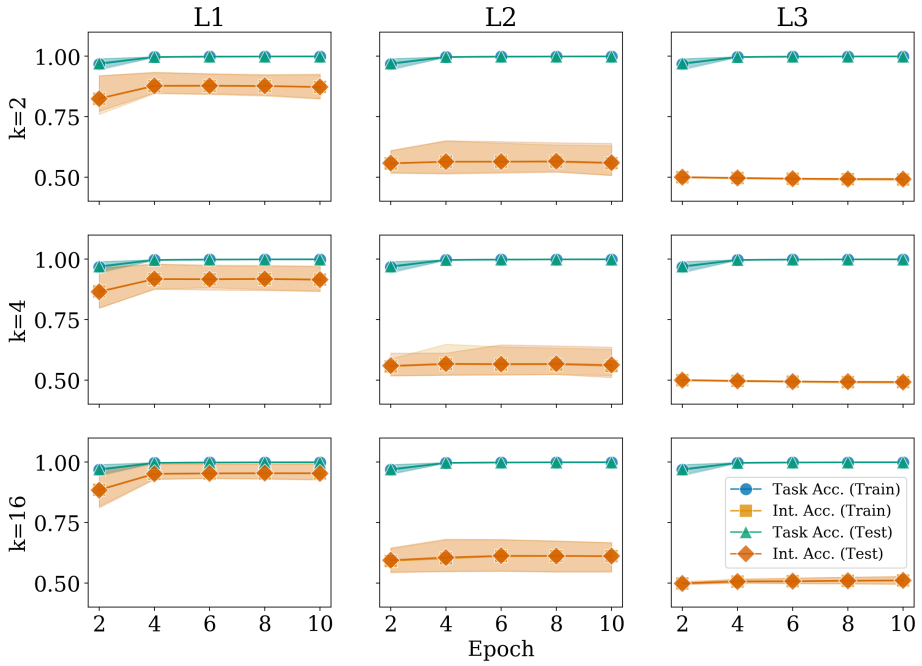 L1 L2 L3
k=2
1.00
0.75
0.50
k=4
1.00
0.75
0.50
k=16
1.00
0.75
0.50
Task Acc. (Train)
Int. Acc. (Train)
Task Acc. (Test)
Int. Acc. (Test)
2 4 6 8 10 2 4 6 8 10 2 4 6 8 10
Epoch